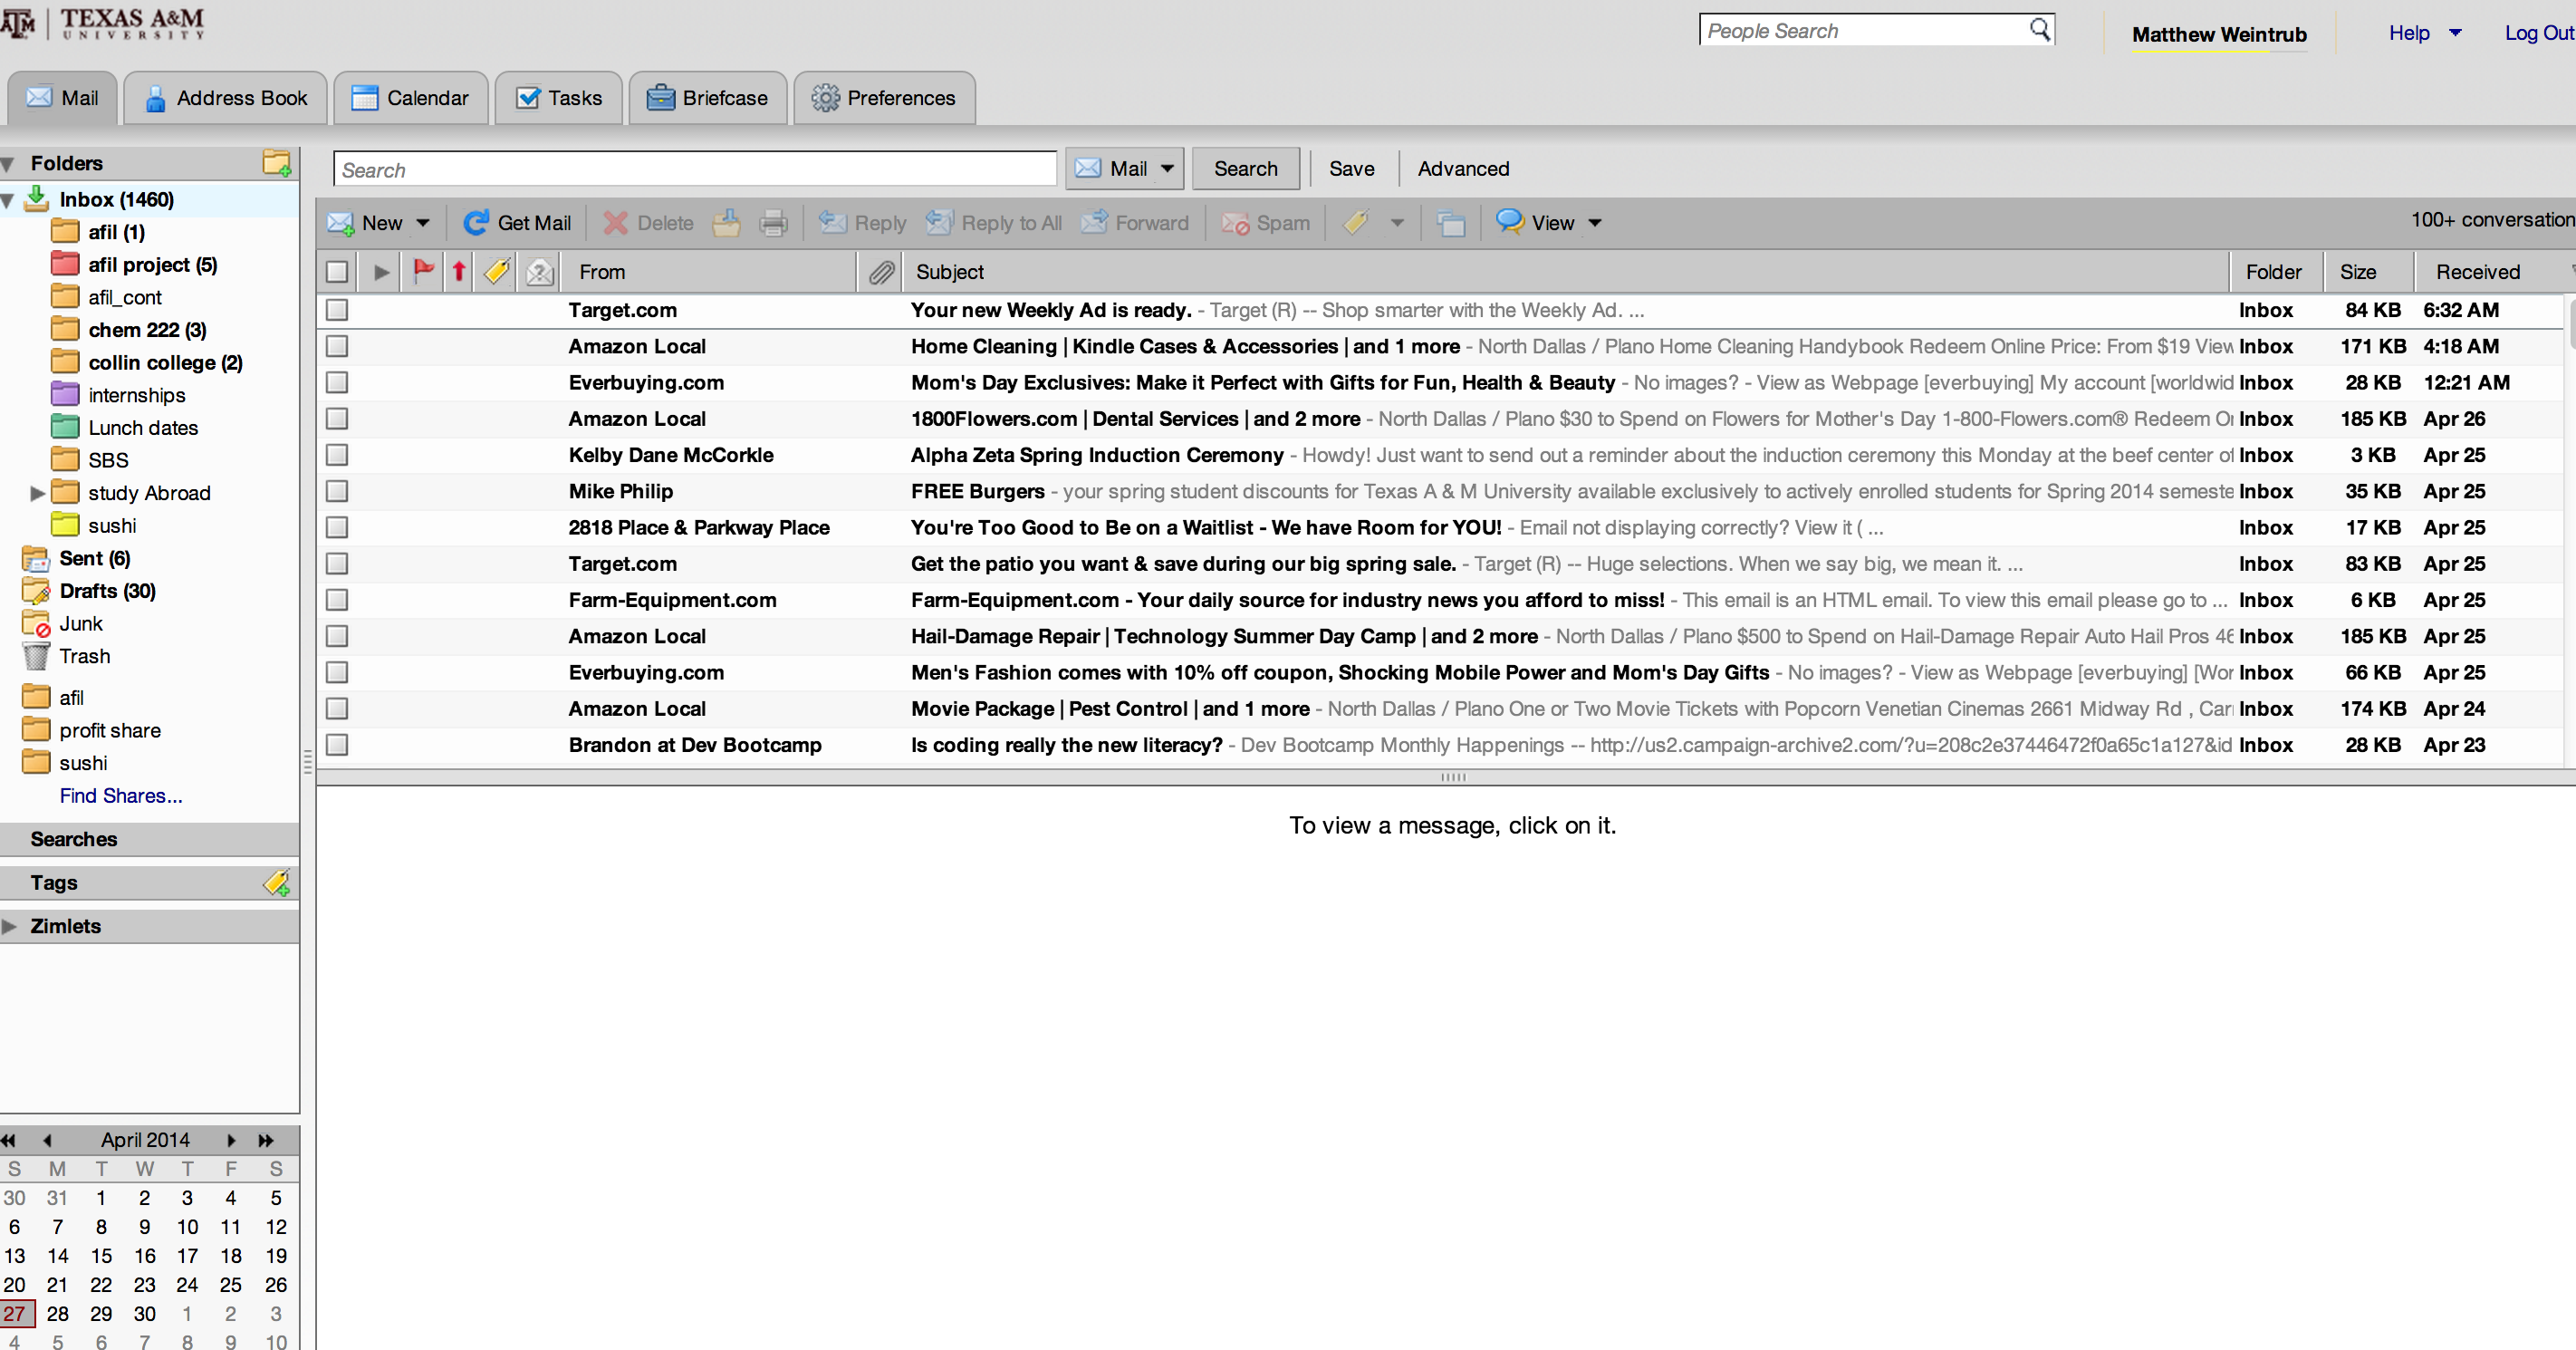 TEXAS A&M
UNIVERSITY
People Search
Matthew Weintrub
Help
Log Out
Mail
Address Book
Calendar
Tasks
Briefcase
Preferences
Folders
Inbox (1460)
afil (1)
afil project (5)
afil_cont
chem 222 (3)
collin college (2)
internships
Lunch dates
SBS
study Abroad
sushi
Sent (6)
Drafts (30)
Junk
Trash
afil
profit share
sushi
Find Shares...
Searches
Tags
Zimlets
April 2014
S M T W T F S
30 31 1 2 3 4 5
6 7 8 9 10 11 12
13 14 15 16 17 18 19
20 21 22 23 24 25 26
27 28 29 30 1 2 3
4 5 6 7 8 9 10
Search Mail Search Save Advanced
New Get Mail Delete Reply Reply to All Forward Spam View 100+ conversation
From Subject Folder Size Received
Target.com Your new Weekly Ad is ready. - Target (R) -- Shop smarter with the Weekly Ad. ... Inbox 84 KB 6:32 AM
Amazon Local Home Cleaning | Kindle Cases & Accessories | and 1 more - North Dallas / Plano Home Cleaning Handybook Redeem Online Price: From $19 View Inbox 171 KB 4:18 AM
Everbuying.com Mom's Day Exclusives: Make it Perfect with Gifts for Fun, Health & Beauty - No images? - View as Webpage [everbuying] My account [worldwid Inbox 28 KB 12:21 AM
Amazon Local 1800Flowers.com | Dental Services | and 2 more - North Dallas / Plano $30 to Spend on Flowers for Mother's Day 1-800-Flowers.com® Redeem Or Inbox 185 KB Apr 26
Kelby Dane McCorkle Alpha Zeta Spring Induction Ceremony - Howdy! Just want to send out a reminder about the induction ceremony this Monday at the beef center of Inbox 3 KB Apr 25
Mike Philip FREE Burgers - your spring student discounts for Texas A & M University available exclusively to actively enrolled students for Spring 2014 semeste Inbox 35 KB Apr 25
2818 Place & Parkway Place You're Too Good to Be on a Waitlist - We have Room for YOU! - Email not displaying correctly? View it ( ... Inbox 17 KB Apr 25
Target.com Get the patio you want & save during our big spring sale. - Target (R) -- Huge selections. When we say big, we mean it. ... Inbox 83 KB Apr 25
Farm-Equipment.com Farm-Equipment.com - Your daily source for industry news you afford to miss! - This email is an HTML email. To view this email please go to ... Inbox 6 KB Apr 25
Amazon Local Hail-Damage Repair | Technology Summer Day Camp | and 2 more - North Dallas / Plano $500 to Spend on Hail-Damage Repair Auto Hail Pros 46 Inbox 185 KB Apr 25
Everbuying.com Men's Fashion comes with 10% off coupon, Shocking Mobile Power and Mom's Day Gifts - No images? - View as Webpage [everbuying] [Wor Inbox 66 KB Apr 25
Amazon Local Movie Package | Pest Control | and 1 more - North Dallas / Plano One or Two Movie Tickets with Popcorn Venetian Cinemas 2661 Midway Rd , Car Inbox 174 KB Apr 24
Brandon at Dev Bootcamp Is coding really the new literacy? - Dev Bootcamp Monthly Happenings -- http://us2.campaign-archive2.com/?u=208c2e37446472f0a65c1a127&id Inbox 28 KB Apr 23
To view a message, click on it.